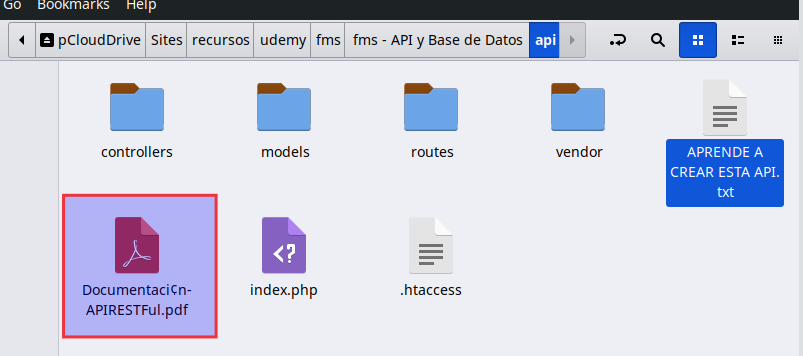 Go Bookmarks Help
pCloudDrive Sites recursos udemy fms fms - API y Base de Datos api
controllers models routes vendor APRENDE A
CREAR ESTA API.
txt
Documentaci¢n- index.php .htaccess
APIRESTFul.pdf